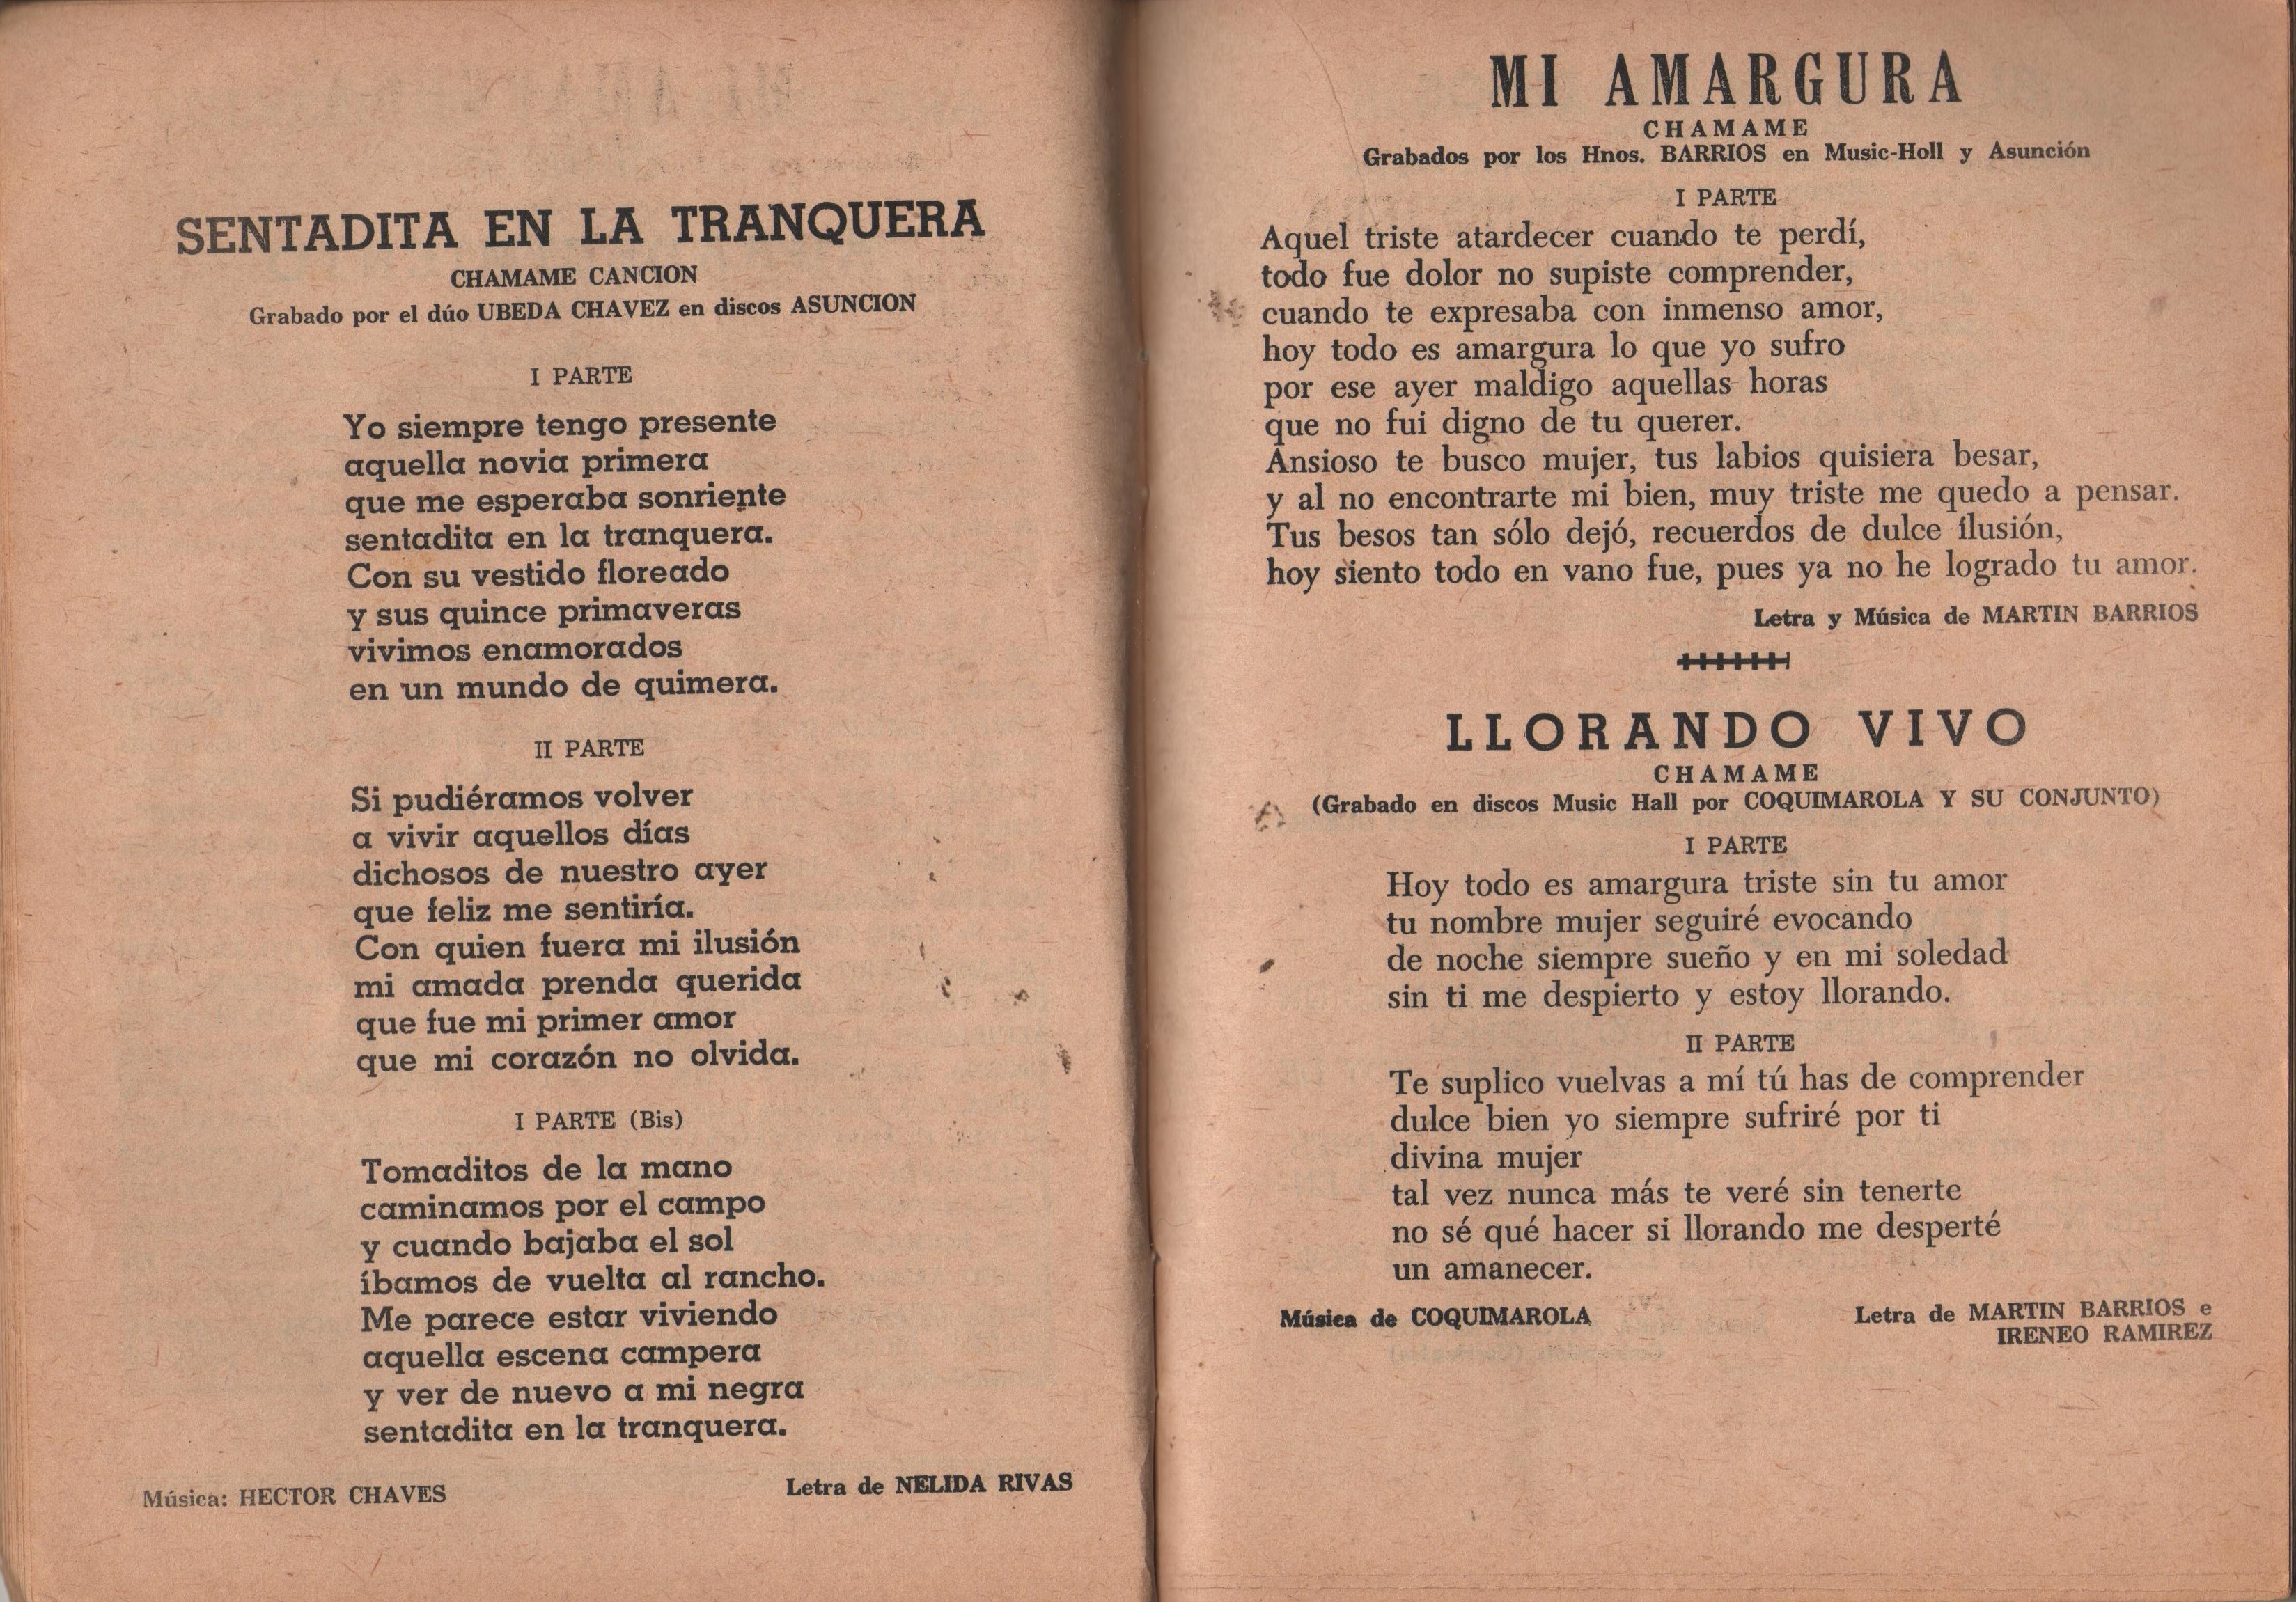 SENTADITA EN LA TRANQUERA
CHAMAME CANCION
Grabado por el dúo UBEDA CHAVEZ en discos ASUNCION
I PARTE
Yo siempre tengo presente
aquella novia primera
que me esperaba sonriente
sentadita en la tranquera.
Con su vestido floreado
y sus quince primaveras
vivimos enamorados
en un mundo de quimera.
II PARTE
Si pudiéramos volver
a vivir aquellos días
dichosos de nuestro ayer
que feliz me sentiría.
Con quien fuera mi ilusión
mi amada prenda querida
que fue mi primer amor
que mi corazón no olvida.
I PARTE (Bis)
Tomaditos de la mano
caminamos por el campo
y cuando bajaba el sol
íbamos de vuelta al rancho.
Me parece estar viviendo
aquella escena campera
y ver de nuevo a mi negra
sentadita en la tranquera.
Música: HECTOR CHAVES
Letra de NELIDA RIVAS
MI AMARGURA
CHAMAME
Grabados por los Hnos. BARRIOS en Music-Holl y Asunción
I PARTE
Aquel triste atardecer cuando te perdí,
todo fue dolor no supiste comprender,
cuando te expresaba con inmenso amor,
hoy todo es amargura lo que yo sufro
por ese ayer maldigo aquellas horas
que no fui digno de tu querer.
Ansioso te busco mujer, tus labios quisiera besar,
y al no encontrarte mi bien, muy triste me quedo a pensar.
Tus besos tan sólo dejó, recuerdos de dulce ilusión,
hoy siento todo en vano fue, pues ya no he logrado tu amor.
Letra y Música de MARTIN BARRIOS
LLORANDO VIVO
CHAMAME
(Grabado en discos Music Hall por COQUIMAROLA Y SU CONJUNTO)
I PARTE
Hoy todo es amargura triste sin tu amor
tu nombre mujer seguiré evocando
de noche siempre sueño y en mi soledad
sin ti me despierto y estoy llorando.
II PARTE
Te suplico vuelvas a mí tú has de comprender
dulce bien yo siempre sufriré por ti
divina mujer
tal vez nunca más te veré sin tenerte
no sé qué hacer si llorando me desperté
un amanecer.
Música de COQUIMAROLA
Letra de MARTIN BARRIOS e
IRENEO RAMIREZ